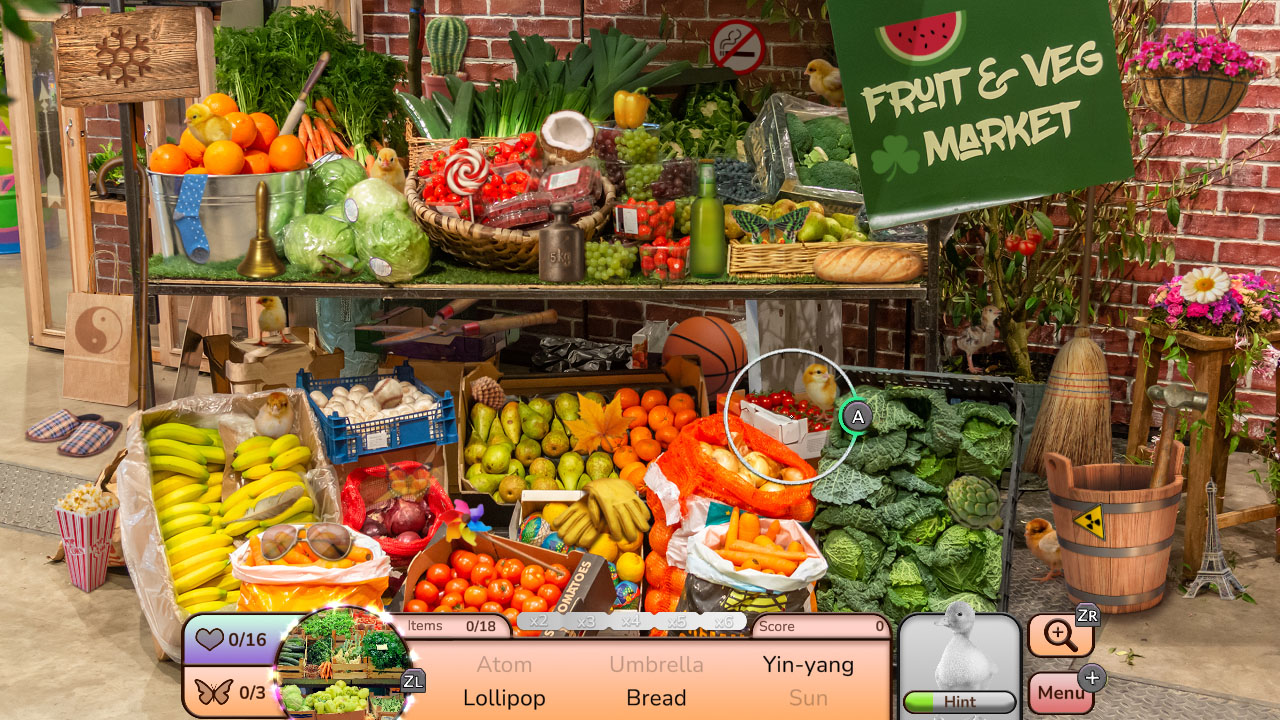 FRUIT & VEG
MARKET
5kg
TOMATOES
A
0/16
0/3
ZL
Items 0/18
x2 x3 x4 x5 x6
Score 0
Atom Umbrella Yin-yang
Lollipop Bread Sun
Hint
ZR
Menu